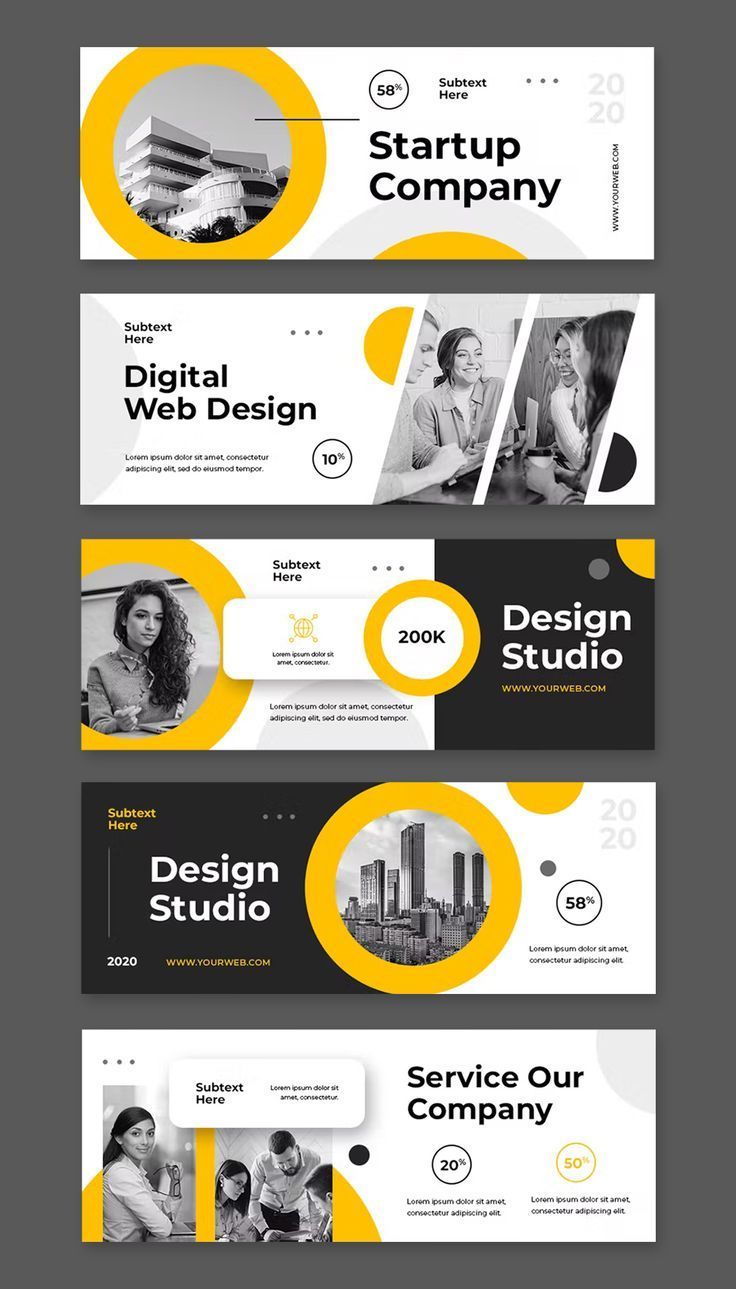 58%
Subtext
Here
20
20
Startup
Company
WWW.YOURWEB.COM
Subtext
Here
Digital
Web Design
Lorem ipsum dolor sit amet, consectetur
adipiscing elit, sed do eiusmod tempor.
10%
Subtext
Here
Lorem ipsum dolor sit
amet, consectetur.
200K
Lorem ipsum dolor sit amet, consectetur
adipiscing elit, sed do eiusmod tempor.
Design
Studio
WWW.YOURWEB.COM
Subtext
Here
Design
Studio
2020
WWW.YOURWEB.COM
20
20
58%
Lorem ipsum dolor sit amet,
consectetur adipiscing elit.
Subtext
Here
Lorem ipsum dolor sit
amet, consectetur.
Service Our
Company
20%
Lorem ipsum dolor sit amet,
consectetur adipiscing elit.
50%
Lorem ipsum dolor sit amet,
consectetur adipiscing elit.